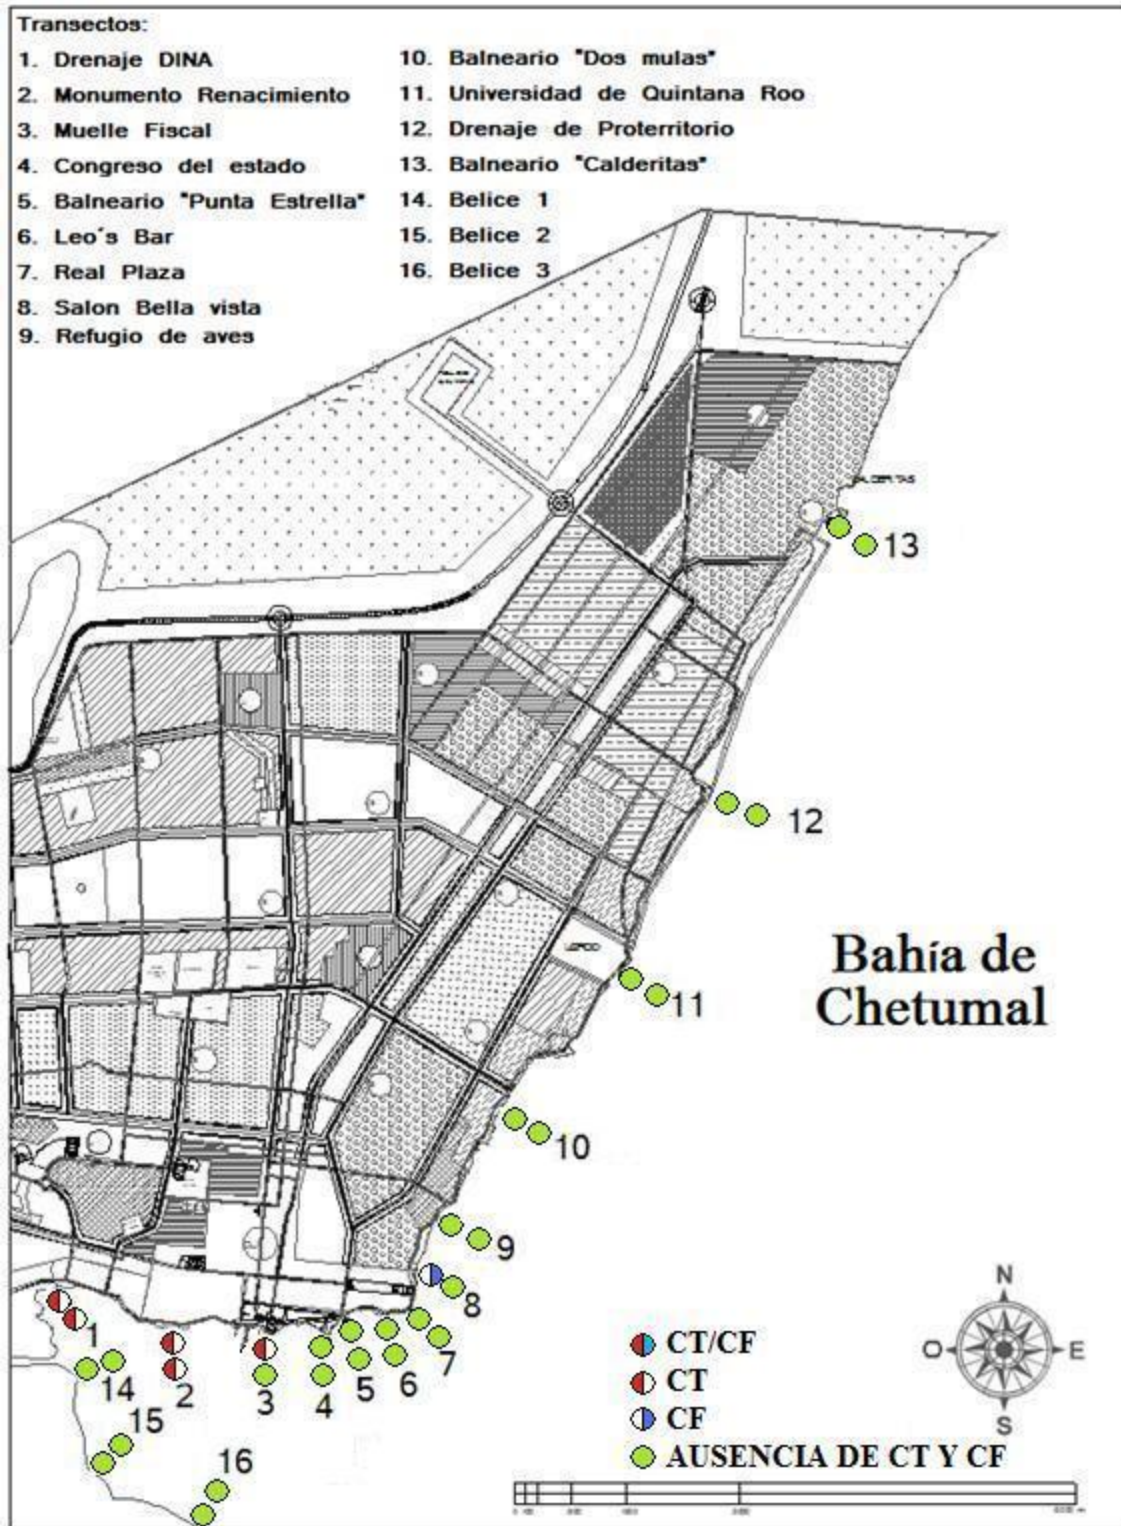 Transectos:
1. Drenaje DINA
2. Monumento Renacimiento
3. Muelle Fiscal
4. Congreso del estado
5. Balneario "Punta Estrella"
6. Leo's Bar
7. Real Plaza
8. Salon Bella vista
9. Refugio de aves
10. Balneario "Dos mulas"
11. Universidad de Quintana Roo
12. Drenaje de Proterritorio
13. Balneario "Calderitas"
14. Belice 1
15. Belice 2
16. Belice 3
13
12
Bahía de
Chetumal
11
10
9
8
7
6
5
4
3
2
1
14
15
16
N
O
E
S
CT/CF
CT
CF
AUSENCIA DE CT Y CF